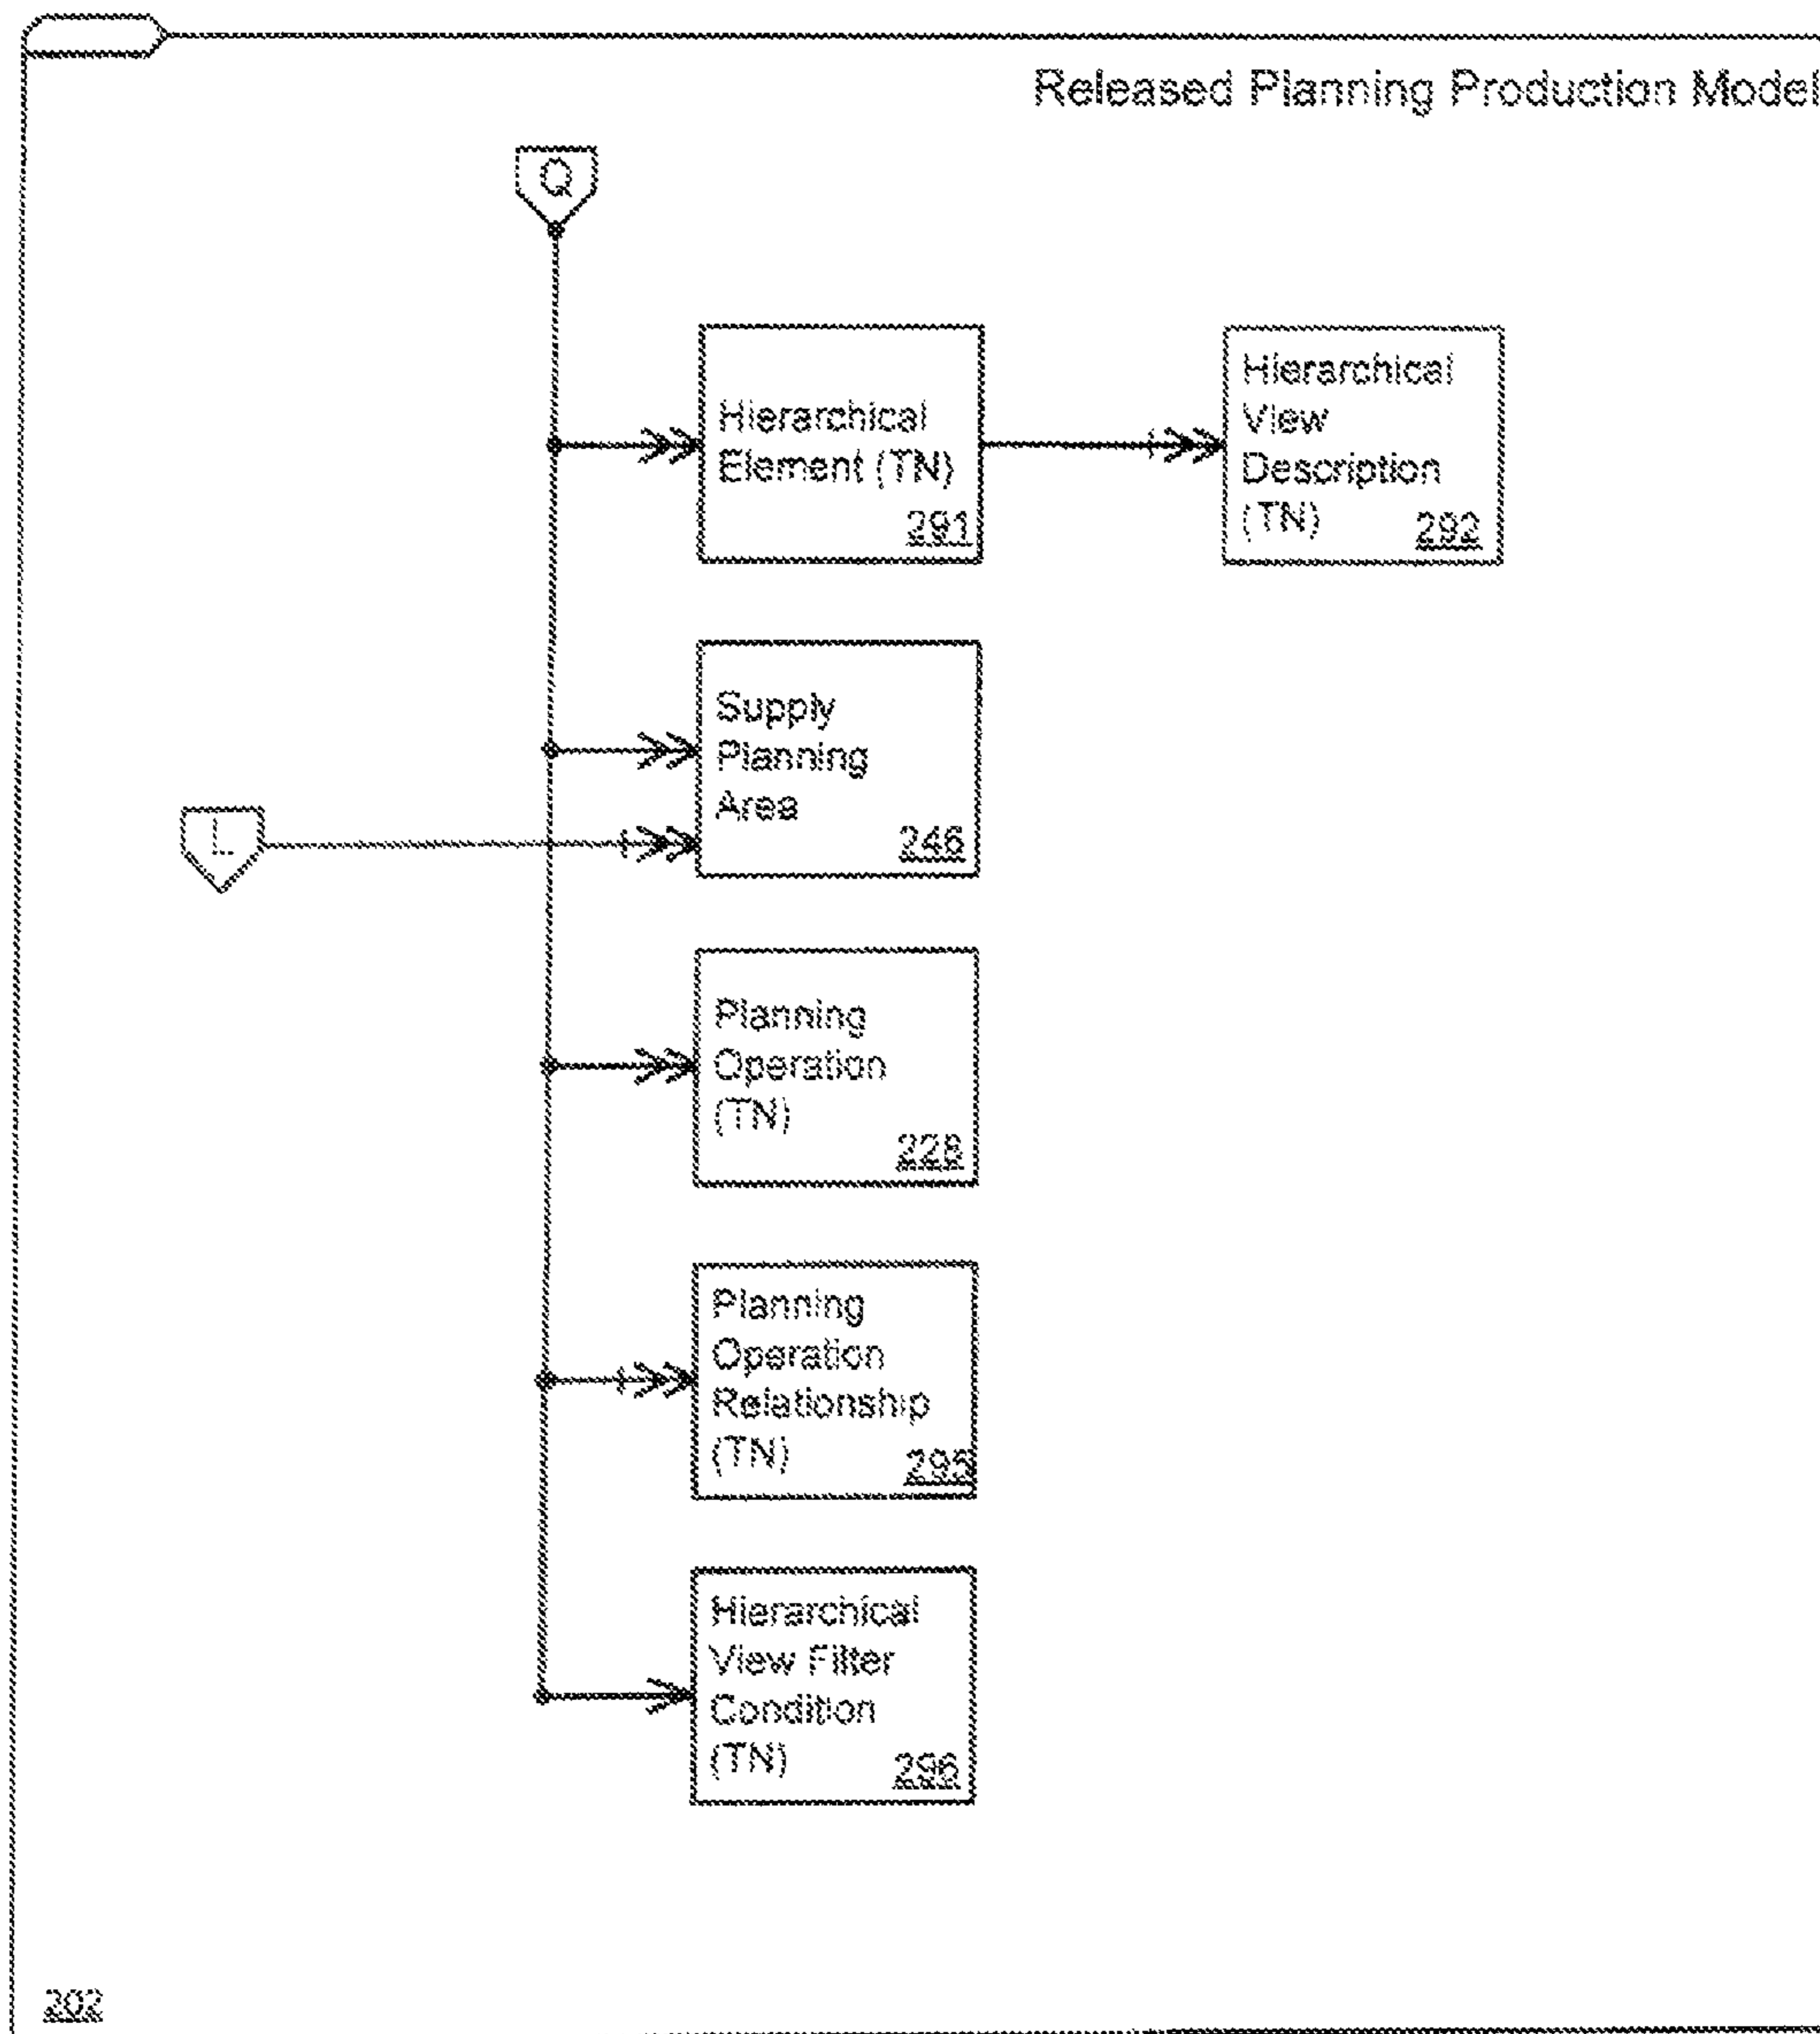 Released Planning Production Model
Q
Hierarchical
Element (TN)
291
Hierarchical
View
Description
(TN) 292
Supply
Planning
Area
246
L
Planning
Operation
(TN)
228
Planning
Operation
Relationship
(TN) 295
Hierarchical
View Filter
Condition
(TN) 296
202